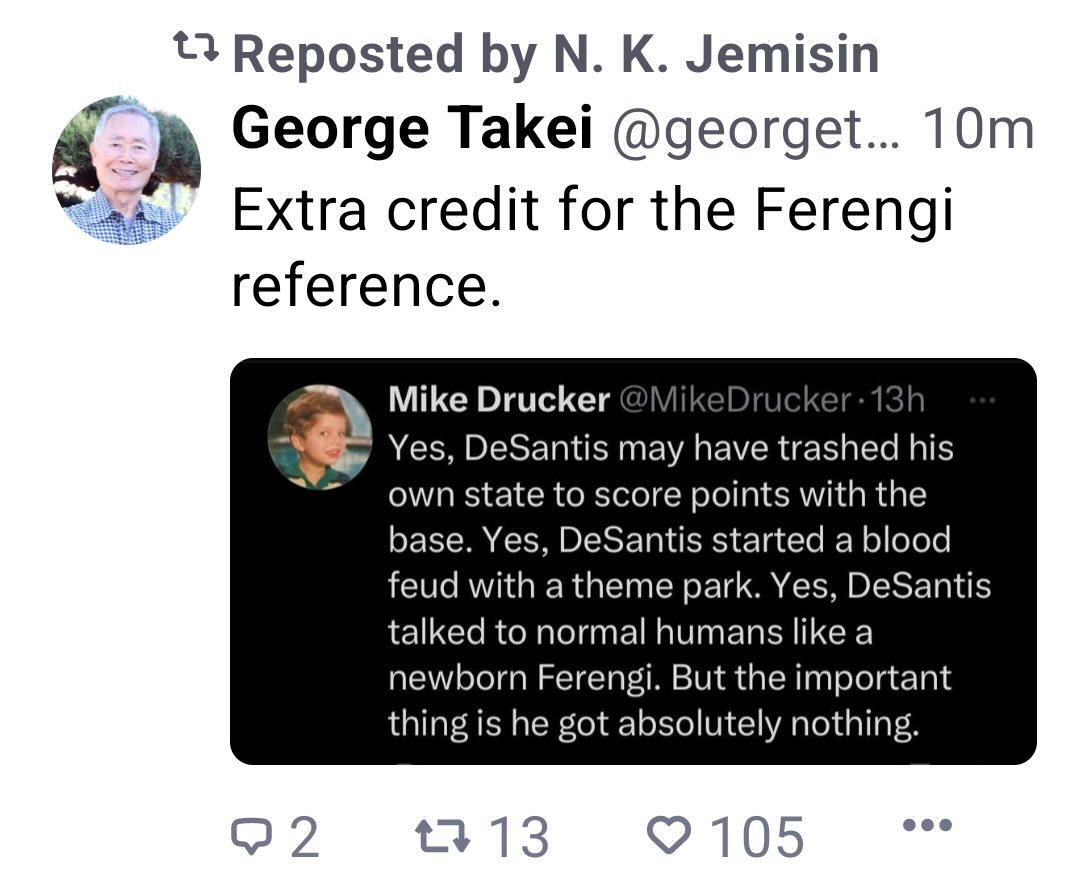 Reposted by N. K. Jemisin
George Takei @georget... 10m
Extra credit for the Ferengi
reference.
Mike Drucker @MikeDrucker · 13h ...
Yes, DeSantis may have trashed his
own state to score points with the
base. Yes, DeSantis started a blood
feud with a theme park. Yes, DeSantis
talked to normal humans like a
newborn Ferengi. But the important
thing is he got absolutely nothing.
2 13 105 ...